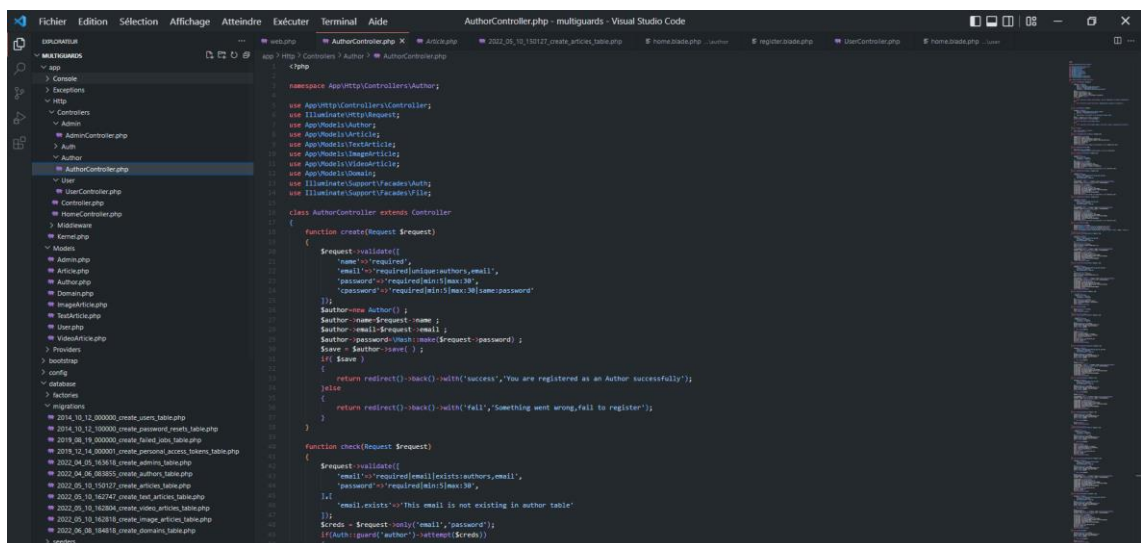 Fichier Edition Sélection Affichage Atteindre Exécuter Terminal Aide
AuthorController.php - multiguards - Visual Studio Code
EXPLORATEUR
web.php
AuthorController.php
Article.php
2022_05_10_150127_create_articles_table.php
home.blade.php ...\author
register.blade.php
UserController.php
home.blade.php ...\user
MULTIGUARDS
app
Console
Exceptions
Http
Controllers
Admin
AdminController.php
Auth
Author
AuthorController.php
User
UserController.php
Controller.php
HomeController.php
Middleware
Kernel.php
Models
Admin.php
Article.php
Author.php
Domain.php
ImageArticle.php
TextArticle.php
User.php
VideoArticle.php
Providers
bootstrap
config
database
factories
migrations
2014_10_12_000000_create_users_table.php
2014_10_12_100000_create_password_resets_table.php
2019_08_19_000000_create_failed_jobs_table.php
2019_12_14_000001_create_personal_access_tokens_table.php
2022_04_05_163618_create_admins_table.php
2022_04_06_083855_create_authors_table.php
2022_05_10_150127_create_articles_table.php
2022_05_10_162747_create_text_articles_table.php
2022_05_10_162804_create_video_articles_table.php
2022_05_10_162818_create_image_articles_table.php
2022_06_08_184818_create_domains_table.php
seeders
app > Http > Controllers > Author > AuthorController.php
<?php
namespace App\Http\Controllers\Author;
use App\Http\Controllers\Controller;
use Illuminate\Http\Request;
use App\Models\Author;
use App\Models\Article;
use App\Models\TextArticle;
use App\Models\ImageArticle;
use App\Models\VideoArticle;
use App\Models\Domain;
use Illuminate\Support\Facades\Auth;
use Illuminate\Support\Facades\File;
class AuthorController extends Controller
{
function create(Request $request)
{
$request->validate([
'name'=>'required',
'email'=>'required|unique:authors,email',
'password'=>'required|min:5|max:30',
'cpassword'=>'required|min:5|max:30|same:password'
]);
$author=new Author() ;
$author->name=$request->name ;
$author->email=$request->email ;
$author->password=\Hash::make($request->password) ;
$save = $author->save( ) ;
if( $save )
{
return redirect()->back()->with('success','You are registered as an Author successfully');
}else
{
return redirect()->back()->with('fail','Something went wrong,fail to register');
}
}
function check(Request $request)
{
$request->validate([
'email'=>'required|email|exists:authors,email',
'password'=>'required|min:5|max:30',
],[
'email.exists'=>'This email is not existing in author table'
]);
$creds = $request->only('email','password');
if(Auth::guard('author')->attempt($creds))